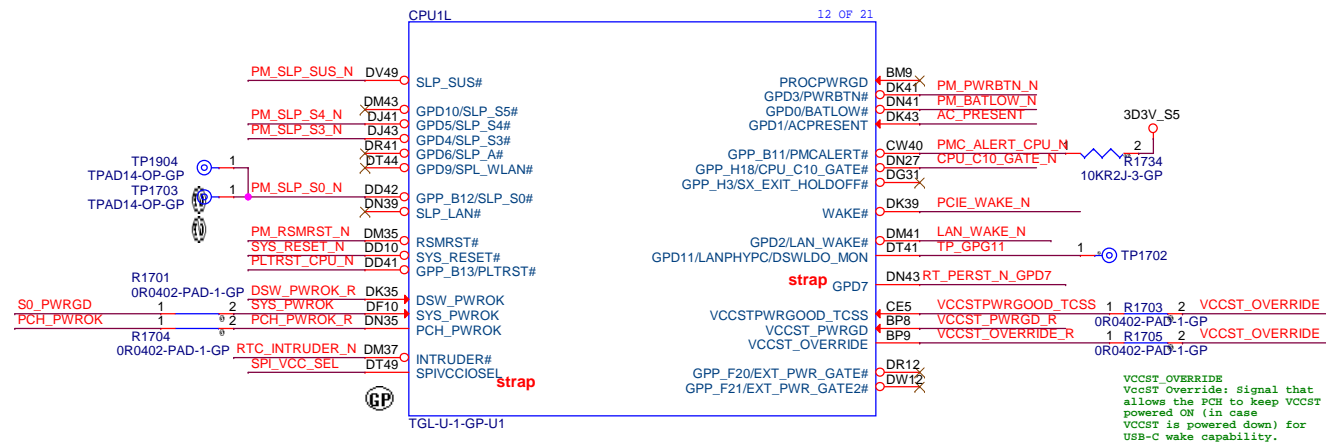 CPU1L
12 OF 21
PM_SLP_SUS_N DV49 SLP_SUS#
DM43 GPD10/SLP_S5#
PM_SLP_S4_N DJ41 GPD5/SLP_S4#
PM_SLP_S3_N DJ43 GPD4/SLP_S3#
DR41 GPD6/SLP_A#
DT44 GPD9/SPL_WLAN#
TP1904 1
TPAD14-OP-GP
TP1703 1
TPAD14-OP-GP
PM_SLP_S0_N DD42 GPP_B12/SLP_S0#
DN39 SLP_LAN#
PM_RSMRST_N DM35 RSMRST#
SYS_RESET_N DD10 SYS_RESET#
PLTRST_CPU_N DD41 GPP_B13/PLTRST#
R1701
0R0402-PAD-1-GP
DSW_PWROK_R DK35 DSW_PWROK
S0_PWRGD 1 2 SYS_PWROK DF10 SYS_PWROK
PCH_PWROK 1 2 PCH_PWROK_R DN35 PCH_PWROK
R1704
0R0402-PAD-1-GP
RTC_INTRUDER_N DM37 INTRUDER#
SPI_VCC_SEL DT49 SPIVCCIOSEL
strap
GP
TGL-U-1-GP-U1
PROCPWRGD BM9
GPD3/PWRBTN# DK41 PM_PWRBTN_N
GPD0/BATLOW# DN41 PM_BATLOW_N
GPD1/ACPRESENT DK43 AC_PRESENT
3D3V_S5
GPP_B11/PMCALERT# CW40 PMC_ALERT_CPU_N 1 2
R1734
10KR2J-3-GP
GPP_H18/CPU_C10_GATE# DN27 CPU_C10_GATE_N
GPP_H3/SX_EXIT_HOLDOFF# DG31
WAKE# DK39 PCIE_WAKE_N
GPD2/LAN_WAKE# DM41 LAN_WAKE_N
GPD11/LANPHYPC/DSWLDO_MON DT41 TP_GPG11 1 TP1702
strap
GPD7 DN43 RT_PERST_N_GPD7
VCCSTPWRGOOD_TCSS CE5 VCCSTPWRGOOD_TCSS 1 R1703 2 VCCST_OVERRIDE
0R0402-PAD-1-GP
VCCST_PWRGD BP8 VCCST_PWRGD_R
VCCST_OVERRIDE BP9 VCCST_OVERRIDE_R 1 R1705 2 VCCST_OVERRIDE
0R0402-PAD-1-GP
GPP_F20/EXT_PWR_GATE# DR12
GPP_F21/EXT_PWR_GATE2# DW12
VCCST_OVERRIDE
VccST Override: Signal that
allows the PCH to keep VCCST
powered ON (in case
VCCST is powered down) for
USB-C wake capability.